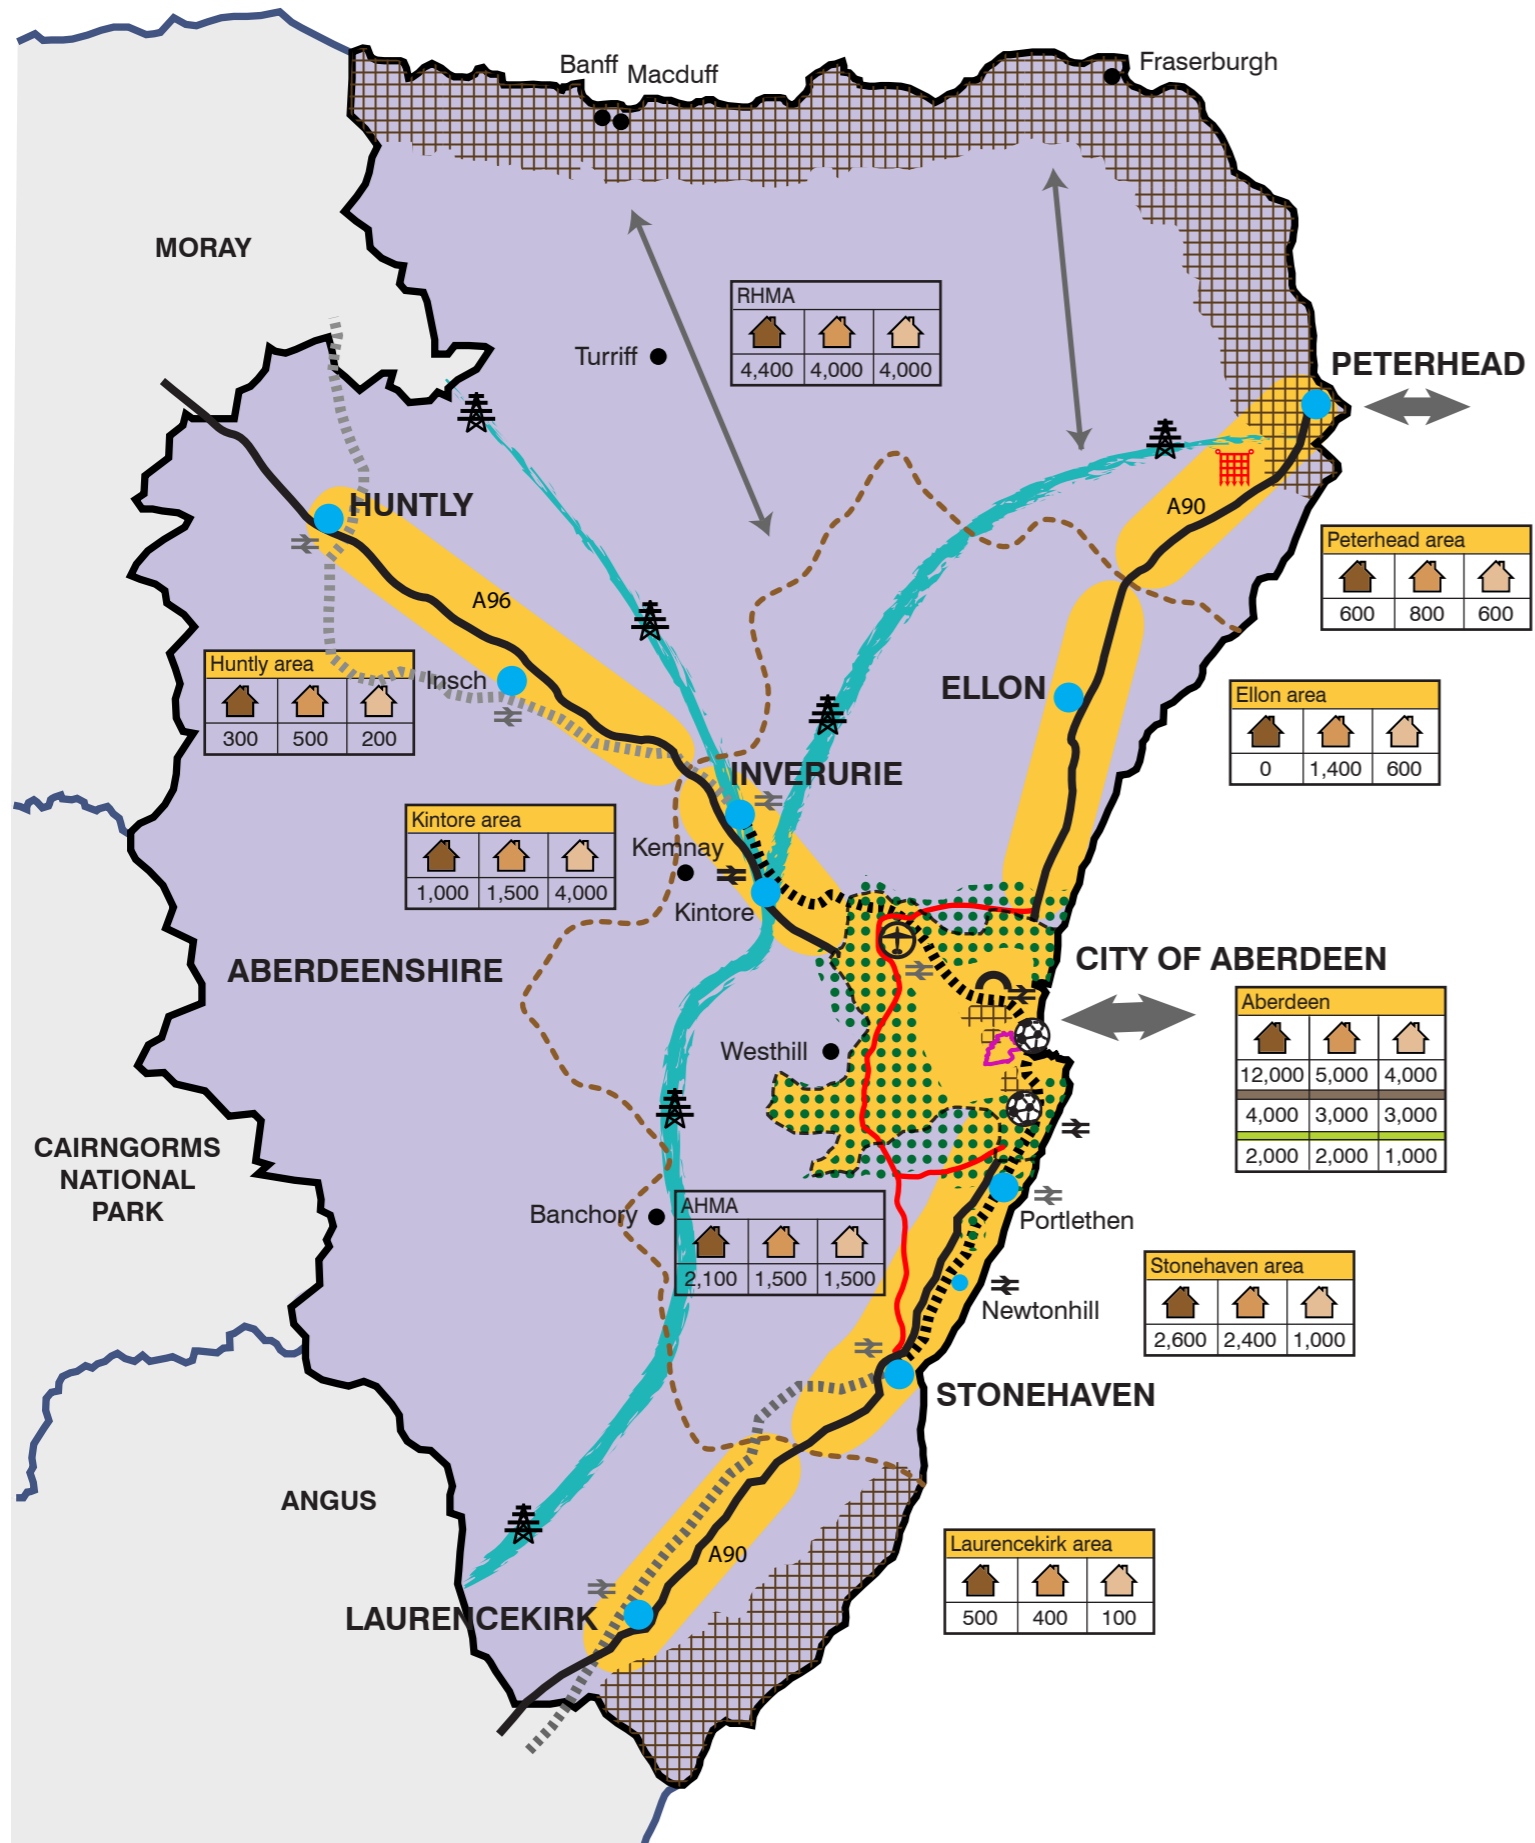 Banff
Macduff
Fraserburgh
MORAY
RHMA
4,400 4,000 4,000
Turriff
PETERHEAD
HUNTLY
A90
Peterhead area
600 800 600
A96
Huntly area
300 500 200
Insch
ELLON
Ellon area
0 1,400 600
INVERURIE
Kintore area
1,000 1,500 4,000
Kemnay
Kintore
ABERDEENSHIRE
CITY OF ABERDEEN
Aberdeen
12,000 5,000 4,000
4,000 3,000 3,000
2,000 2,000 1,000
Westhill
CAIRNGORMS
NATIONAL
PARK
Banchory
AHMA
2,100 1,500 1,500
Portlethen
Stonehaven area
2,600 2,400 1,000
Newtonhill
STONEHAVEN
ANGUS
A90
Laurencekirk area
500 400 100
LAURENCEKIRK